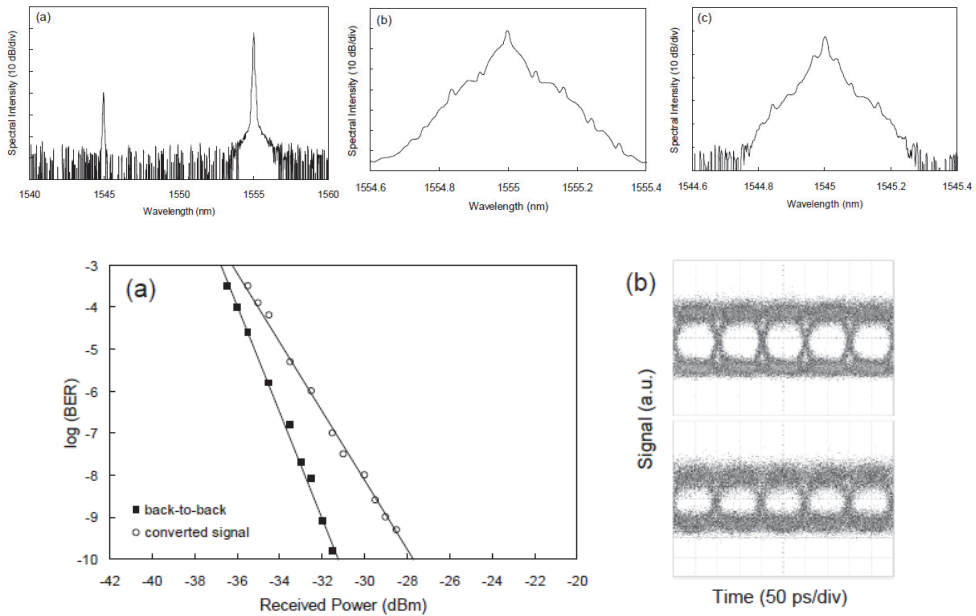 (a)
Spectral Intensity (10 dB/div)
1540 1545 1550 1555 1560
Wavelength (nm)
(b)
Spectral Intensity (10 dB/div)
1554.6 1554.8 1555 1555.2 1555.4
Wavelength (nm)
(c)
Spectral Intensity (10 dB/div)
1544.6 1544.8 1545 1545.2 1545.4
Wavelength (nm)
(a)
log (BER)
-3
-4
-5
-6
-7
-8
-9
-10
back-to-back
converted signal
-42 -40 -38 -36 -34 -32 -30 -28 -26 -24 -22 -20
Received Power (dBm)
(b)
Signal (a.u.)
Time (50 ps/div)